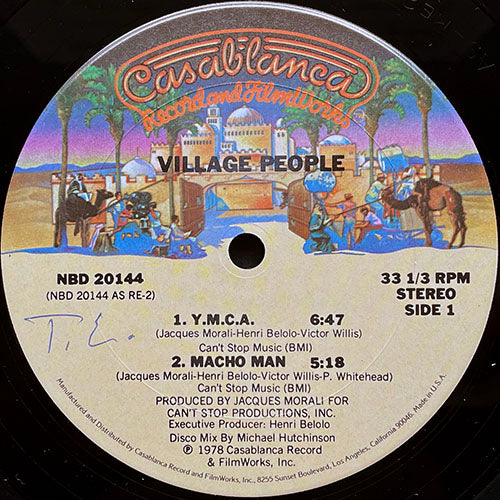 Casablanca
Record and FilmWorks
VILLAGE PEOPLE
NBD 20144
(NBD 20144 AS RE-2)
33 1/3 RPM
STEREO
SIDE 1
T. E.
1. Y.M.C.A. 6:47
(Jacques Morali-Henri Belolo-Victor Willis)
Can't Stop Music (BMI)
2. MACHO MAN 5:18
(Jacques Morali-Henri Belolo-Victor Willis-P. Whitehead)
Can't Stop Music (BMI)
PRODUCED BY JACQUES MORALI FOR
CAN'T STOP PRODUCTIONS, INC.
Executive Producer: Henri Belolo
Disco Mix By Michael Hutchinson
℗ 1978 Casablanca Record
& FilmWorks, Inc.
Manufactured and Distributed by Casablanca Record and FilmWorks, Inc., 8255 Sunset Boulevard, Los Angeles, California 90046. Made in U.S.A.